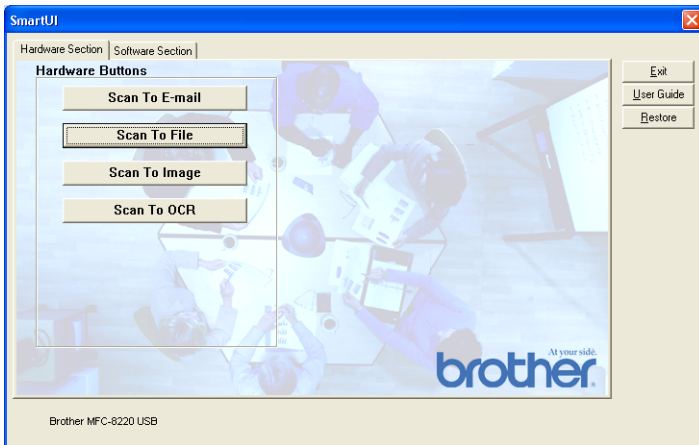 SmartUI
Hardware Section
Software Section
Hardware Buttons
Scan To E-mail
Scan To File
Scan To Image
Scan To OCR
Exit
User Guide
Restore
At your side.
brother
Brother MFC-8220 USB